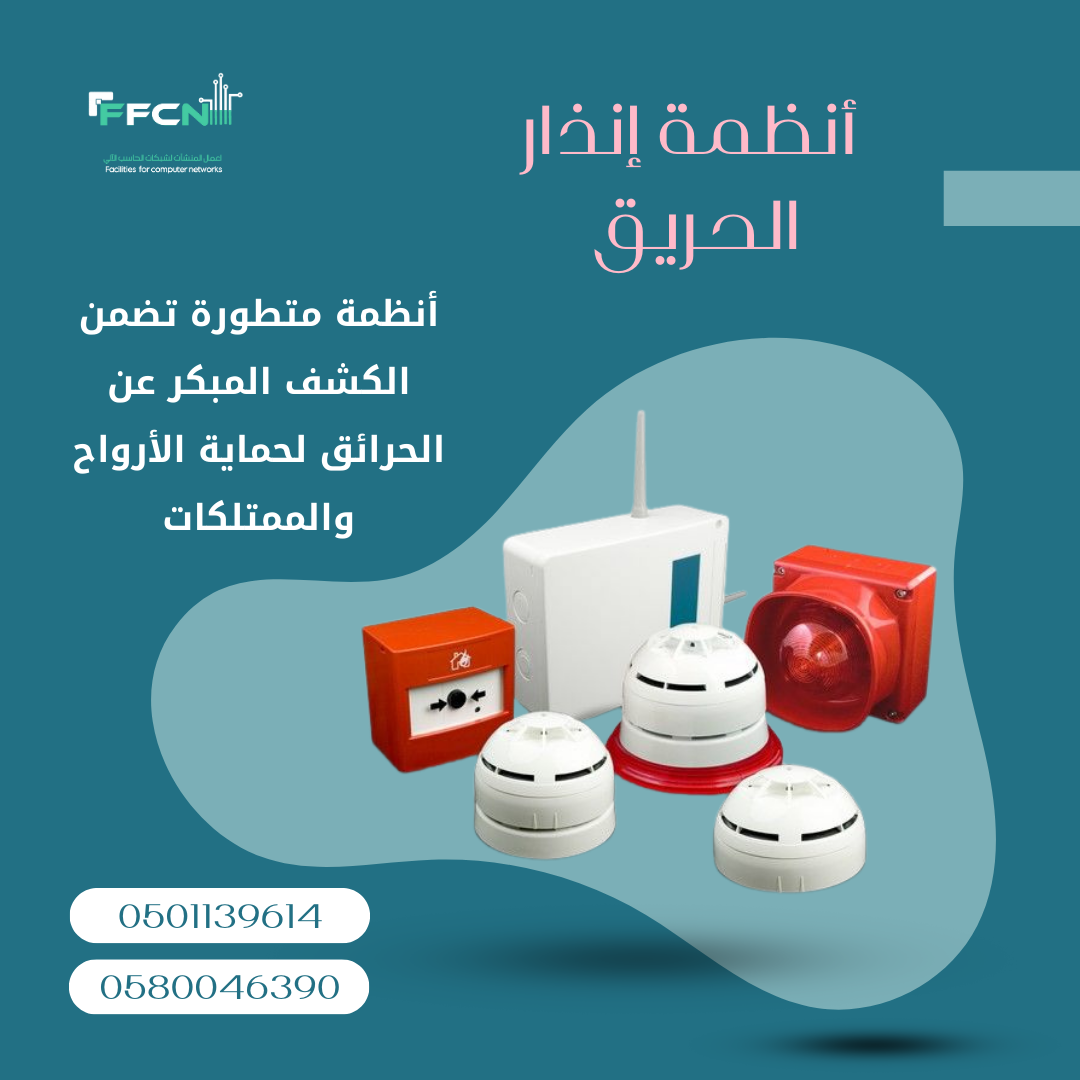 FFCN
أعمال المنشآت لشبكات الحاسب الآلي
Facilities for computer networks
أنظمة إنذار
الحريق
أنظمة متطورة تضمن
الكشف المبكر عن
الحرائق لحماية الأرواح
والممتلكات
0501139614
0580046390